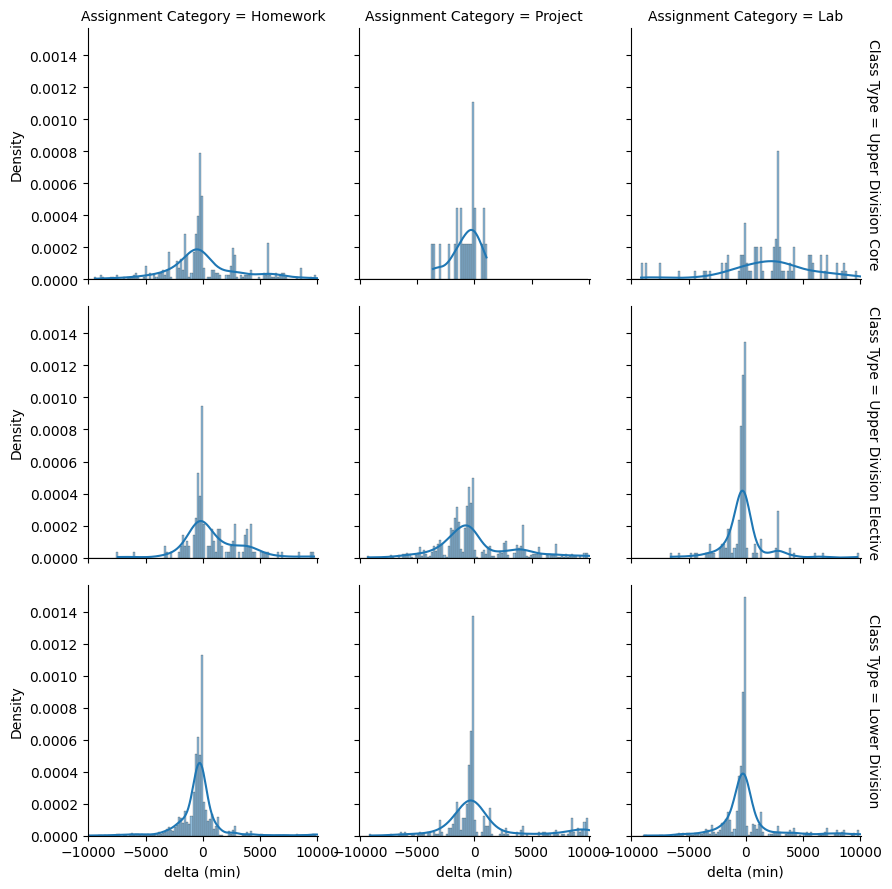 Assignment Category = Homework
Assignment Category = Project
Assignment Category = Lab
0.0014
0.0012
0.0010
0.0008
0.0006
0.0004
0.0002
0.0000
Density
Class Type = Upper Division Core
0.0014
0.0012
0.0010
0.0008
0.0006
0.0004
0.0002
0.0000
Density
Class Type = Upper Division Elective
0.0014
0.0012
0.0010
0.0008
0.0006
0.0004
0.0002
0.0000
Density
Class Type = Lower Division
−10000 −5000 0 5000 10000
−10000 −5000 0 5000 10000
−10000 −5000 0 5000 10000
delta (min)
delta (min)
delta (min)